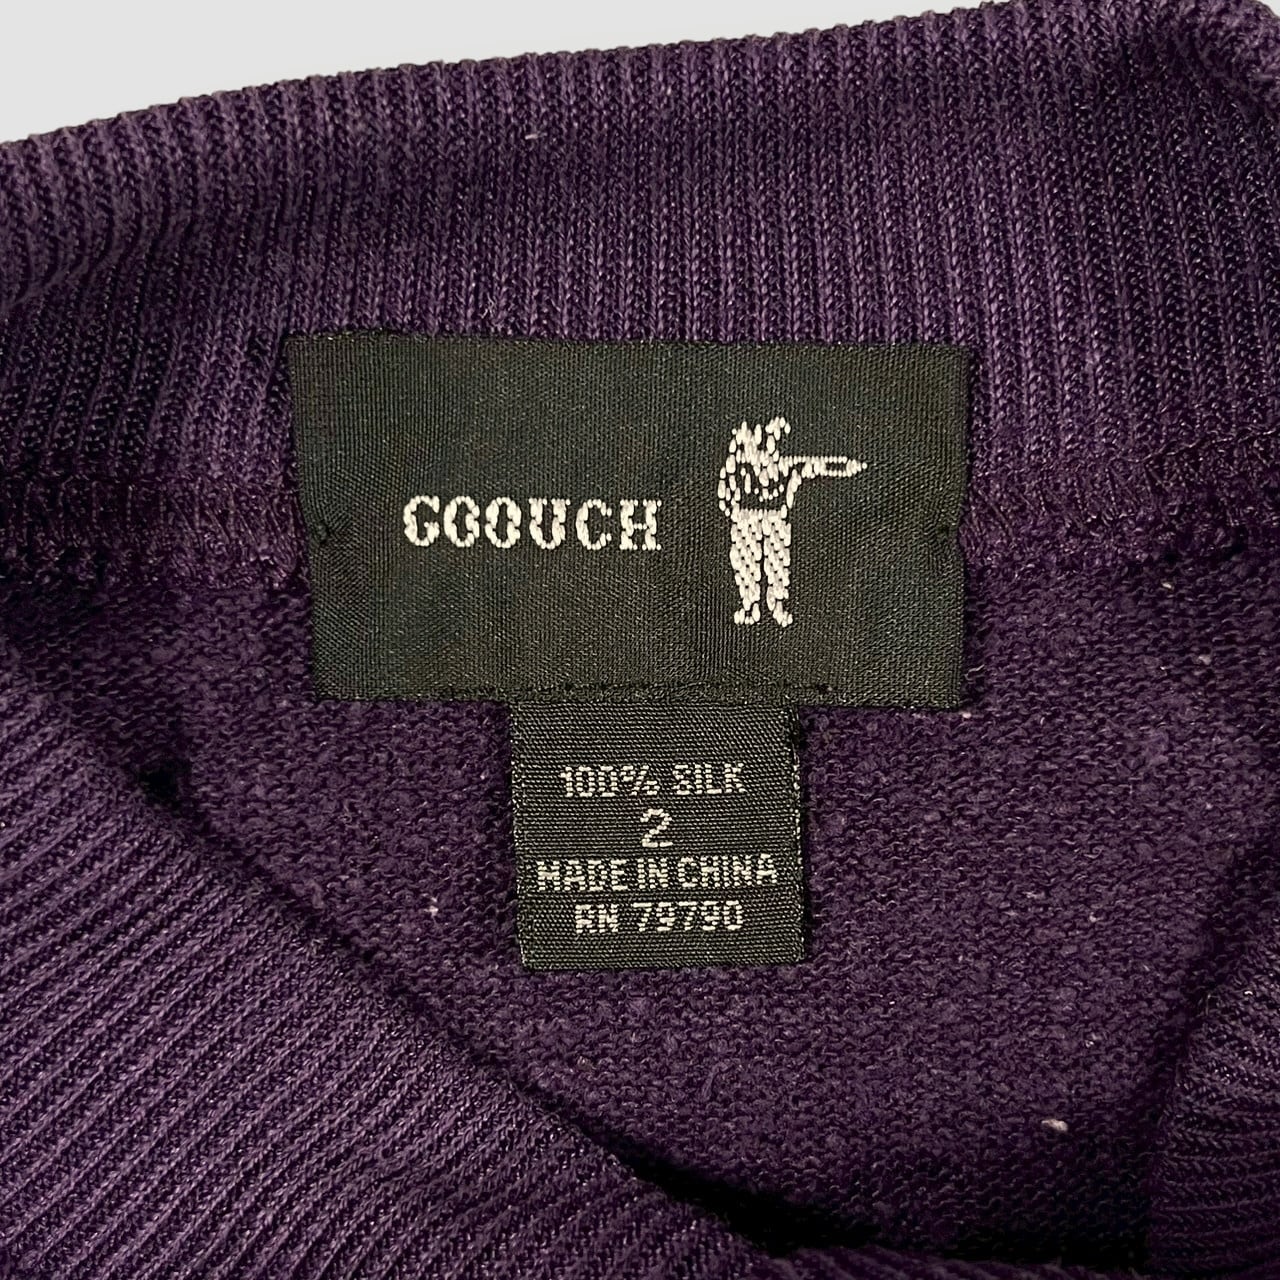 GOOUCH
100% SILK
2
MADE IN CHINA
RN 79790